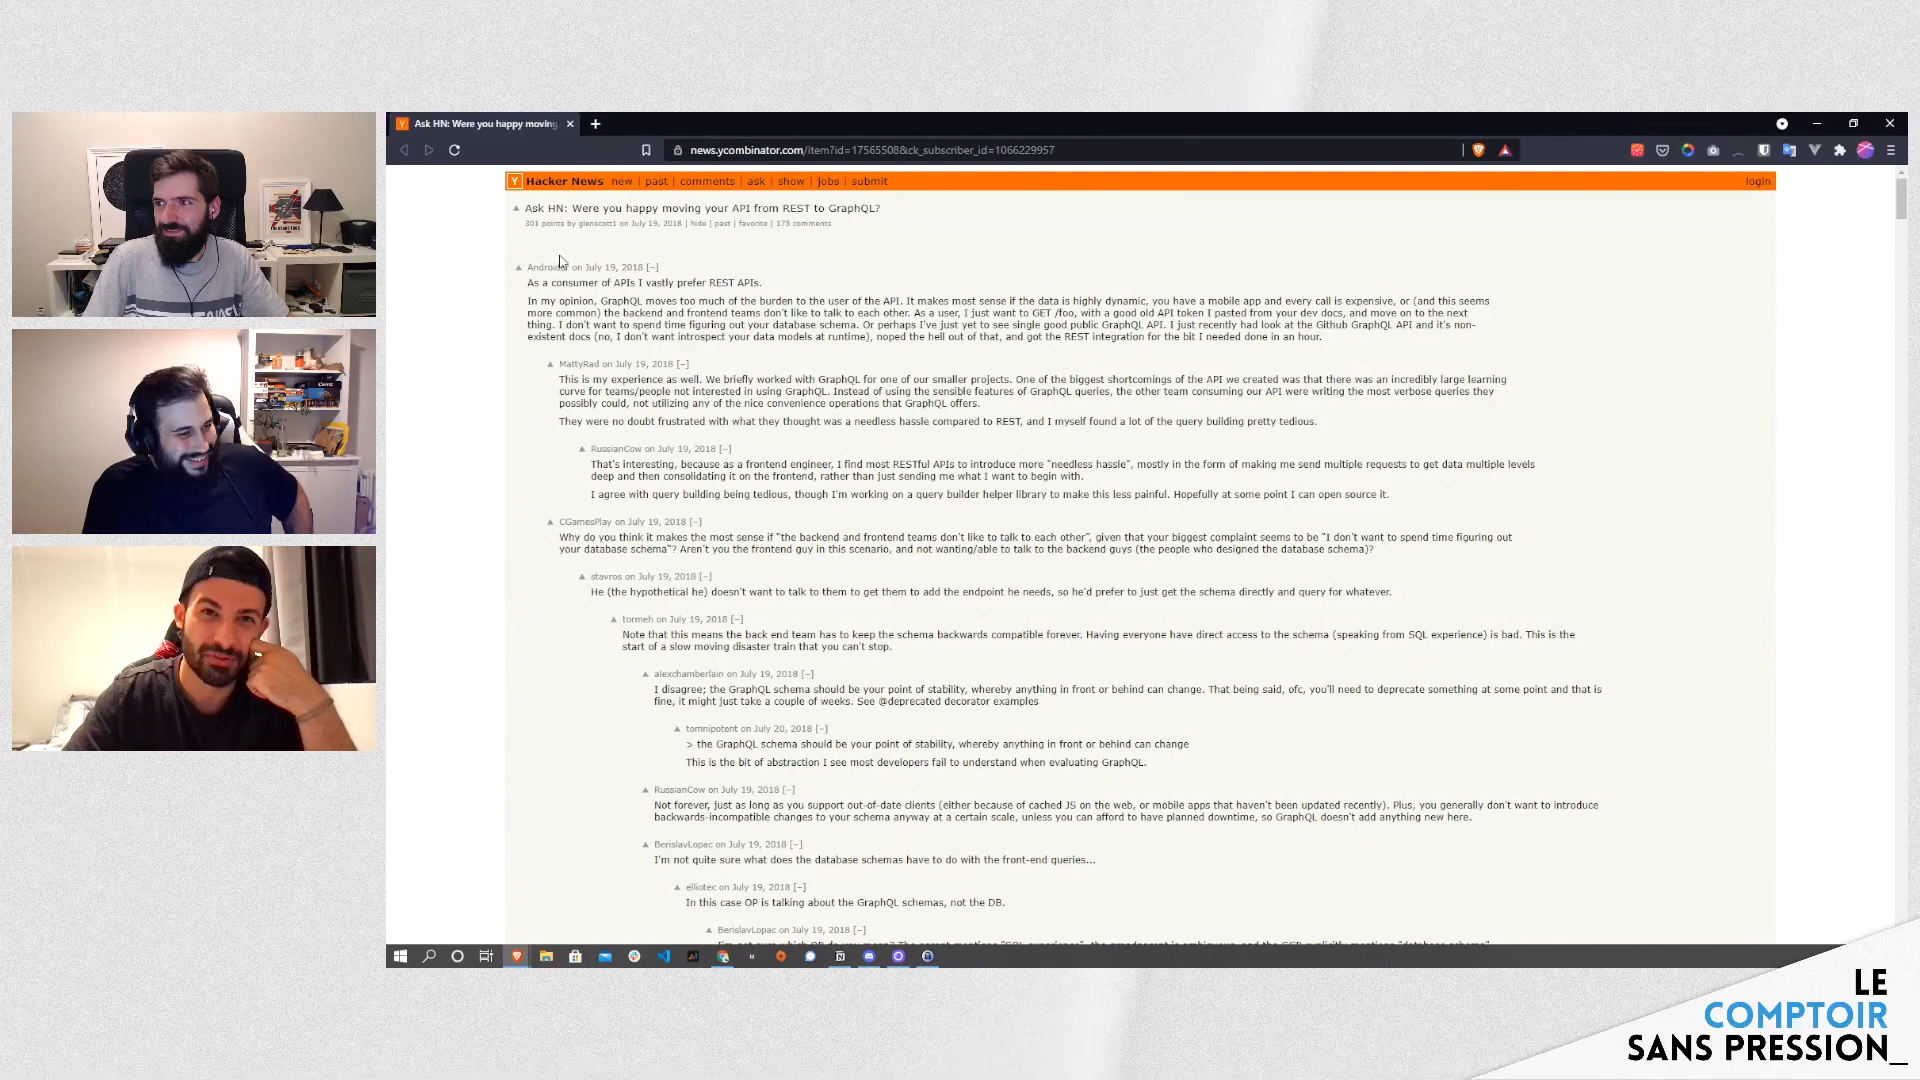 Ask HN: Were you happy moving
news.ycombinator.com/item?id=17565508&ck_subscriber_id=1066229957
Y Hacker News new | past | comments | ask | show | jobs | submit login
Ask HN: Were you happy moving your API from REST to GraphQL?
301 points by glenscott1 on July 19, 2018 | hide | past | favorite | 175 comments
on July 19, 2018 [–]
As a consumer of APIs I vastly prefer REST APIs.
In my opinion, GraphQL moves too much of the burden to the user of the API. It makes most sense if the data is highly dynamic, you have a mobile app and every call is expensive, or (and this seems
more common) the backend and frontend teams don't like to talk to each other. As a user, I just want to GET /foo, with a good old API token I pasted from your dev docs, and move on to the next
thing. I don't want to spend time figuring out your database schema. Or perhaps I've just yet to see single good public GraphQL API. I just recently had look at the Github GraphQL API and it's non-
existent docs (no, I don't want introspect your data models at runtime), noped the hell out of that, and got the REST integration for the bit I needed done in an hour.
MattyRad on July 19, 2018 [–]
This is my experience as well. We briefly worked with GraphQL for one of our smaller projects. One of the biggest shortcomings of the API we created was that there was an incredibly large learning
curve for teams/people not interested in using GraphQL. Instead of using the sensible features of GraphQL queries, the other team consuming our API were writing the most verbose queries they
possibly could, not utilizing any of the nice convenience operations that GraphQL offers.
They were no doubt frustrated with what they thought was a needless hassle compared to REST, and I myself found a lot of the query building pretty tedious.
RussianCow on July 19, 2018 [–]
That's interesting, because as a frontend engineer, I find most RESTful APIs to introduce more "needless hassle", mostly in the form of making me send multiple requests to get data multiple levels
deep and then consolidating it on the frontend, rather than just sending me what I want to begin with.
I agree with query building being tedious, though I'm working on a query builder helper library to make this less painful. Hopefully at some point I can open source it.
CGamesPlay on July 19, 2018 [–]
Why do you think it makes the most sense if "the backend and frontend teams don't like to talk to each other", given that your biggest complaint seems to be "I don't want to spend time figuring out
your database schema"? Aren't you the frontend guy in this scenario, and not wanting/able to talk to the backend guys (the people who designed the database schema)?
stavros on July 19, 2018 [–]
He (the hypothetical he) doesn't want to talk to them to get them to add the endpoint he needs, so he'd prefer to just get the schema directly and query for whatever.
tormeh on July 19, 2018 [–]
Note that this means the back end team has to keep the schema backwards compatible forever. Having everyone have direct access to the schema (speaking from SQL experience) is bad. This is the
start of a slow moving disaster train that you can't stop.
alexchamberlain on July 19, 2018 [–]
I disagree; the GraphQL schema should be your point of stability, whereby anything in front or behind can change. That being said, ofc, you'll need to deprecate something at some point and that is
fine, it might just take a couple of weeks. See @deprecated decorator examples
tomnipotent on July 20, 2018 [–]
> the GraphQL schema should be your point of stability, whereby anything in front or behind can change
This is the bit of abstraction I see most developers fail to understand when evaluating GraphQL.
RussianCow on July 19, 2018 [–]
Not forever, just as long as you support out-of-date clients (either because of cached JS on the web, or mobile apps that haven't been updated recently). Plus, you generally don't want to introduce
backwards-incompatible changes to your schema anyway at a certain scale, unless you can afford to have planned downtime, so GraphQL doesn't add anything new here.
BerislavLopac on July 19, 2018 [–]
I'm not quite sure what does the database schemas have to do with the front-end queries...
elliotec on July 19, 2018 [–]
In this case OP is talking about the GraphQL schemas, not the DB.
BerislavLopac on July 19, 2018 [–]
LE
COMPTOIR
SANS PRESSION_